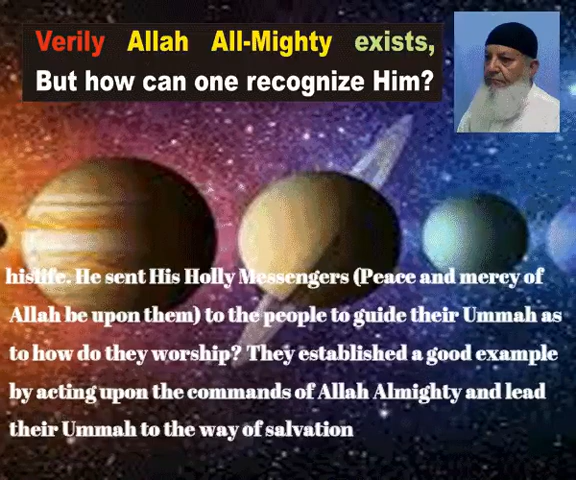 Verily Allah All-Mighty exists,
But how can one recognize Him?
his life. He sent His Holly Messengers (Peace and mercy of
Allah be upon them) to the people to guide their Ummah as
to how do they worship? They established a good example
by acting upon the commands of Allah Almighty and lead
their Ummah to the way of salvation